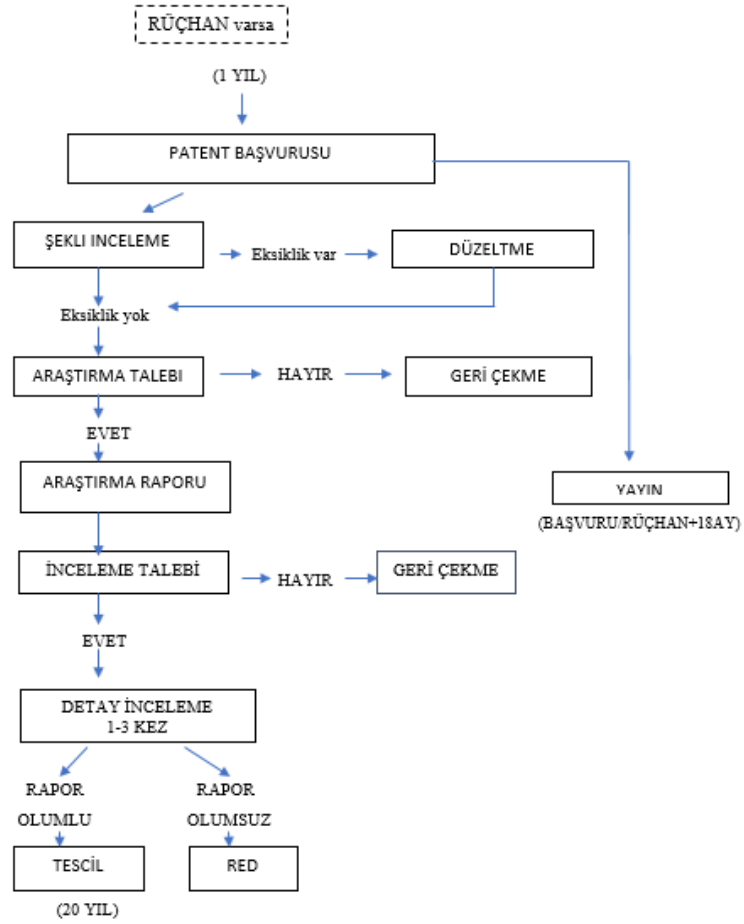 RÜÇHAN varsa
(1 YIL)
PATENT BAŞVURUSU
ŞEKLI INCELEME
Eksiklik var
DÜZELTME
Eksiklik yok
ARAŞTIRMA TALEBI
HAYIR
GERİ ÇEKME
EVET
ARAŞTIRMA RAPORU
YAYIN
(BAŞVURU/RÜÇHAN+18AY)
İNCELEME TALEBİ
HAYIR
GERİ ÇEKME
EVET
DETAY İNCELEME
1-3 KEZ
RAPOR
OLUMLU
RAPOR
OLUMSUZ
TESCİL
RED
(20 YIL)